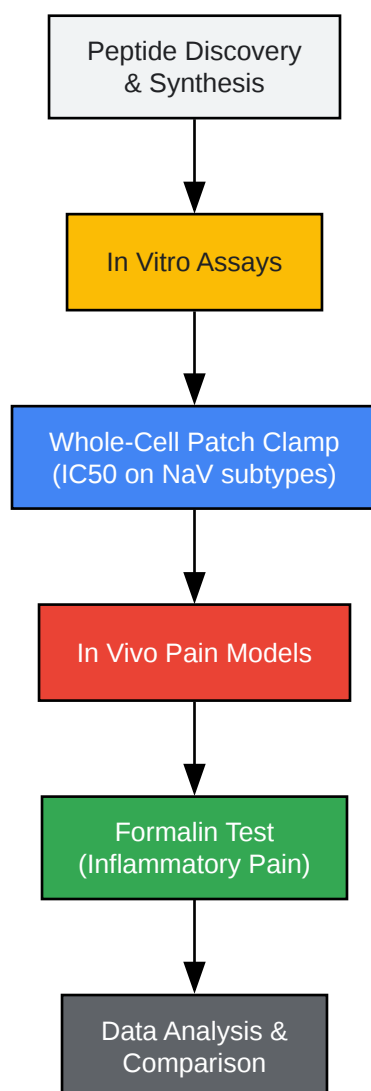 Peptide Discovery
& Synthesis
In Vitro Assays
Whole-Cell Patch Clamp
(IC50 on NaV subtypes)
In Vivo Pain Models
Formalin Test
(Inflammatory Pain)
Data Analysis &
Comparison